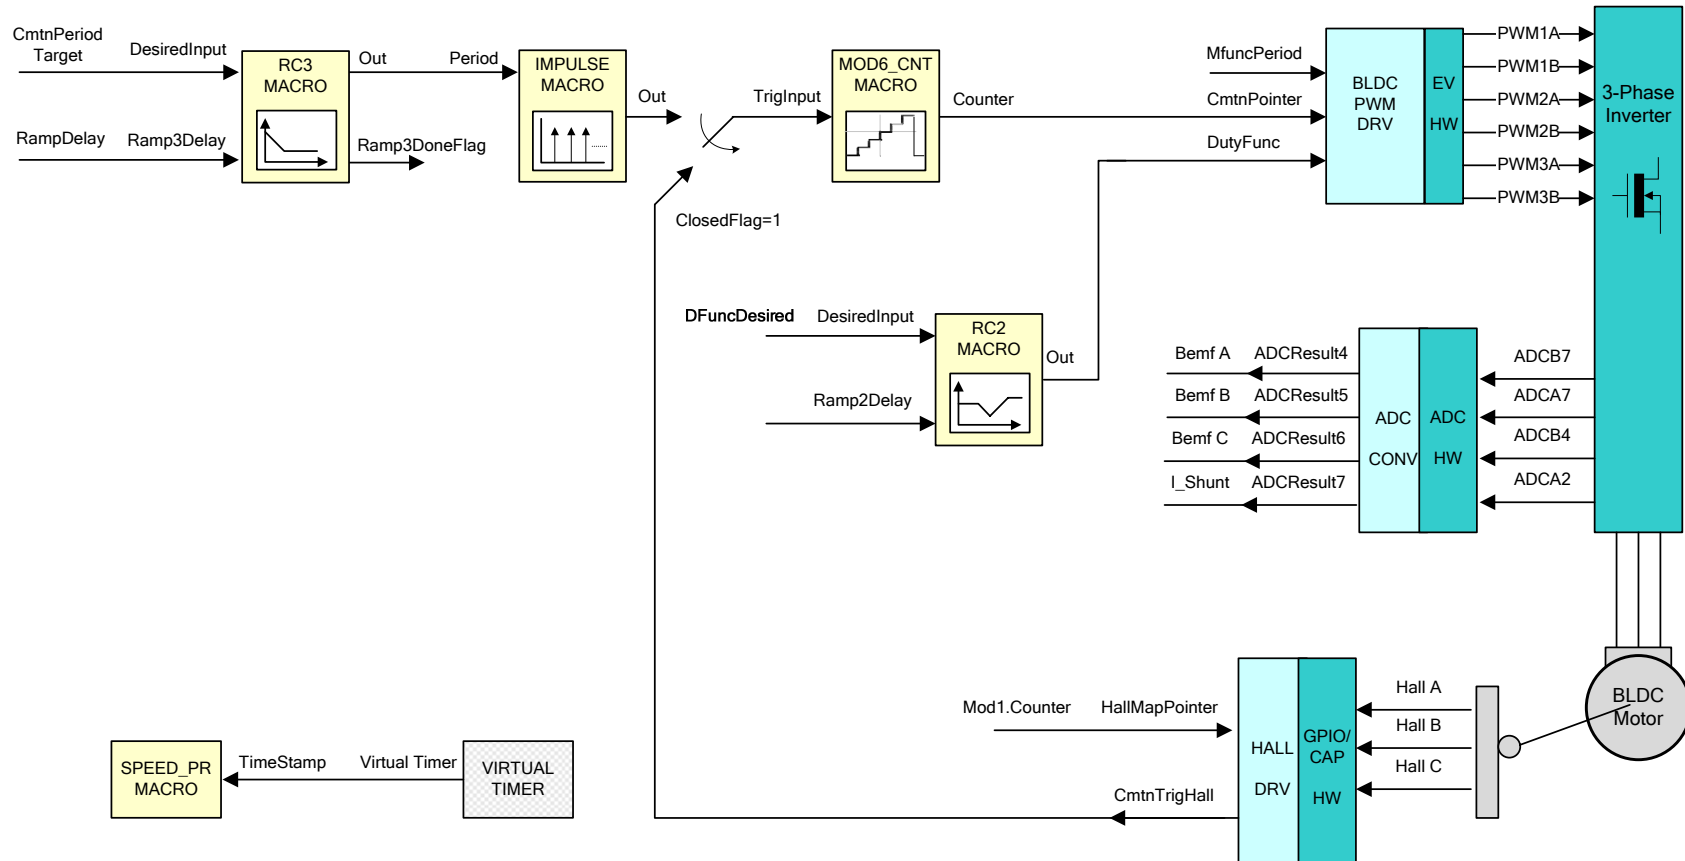 CmtnPeriod
Target
DesiredInput
RampDelay
Ramp3Delay
RC3
MACRO
Out
Ramp3DoneFlag
Period
IMPULSE
MACRO
Out
TrigInput
ClosedFlag=1
MOD6_CNT
MACRO
Counter
MfuncPeriod
CmtnPointer
DutyFunc
BLDC
PWM
DRV
EV
HW
PWM1A
PWM1B
PWM2A
PWM2B
PWM3A
PWM3B
3-Phase
Inverter
DFuncDesired
DesiredInput
Ramp2Delay
RC2
MACRO
Out
Bemf A
ADCResult4
Bemf B
ADCResult5
Bemf C
ADCResult6
I_Shunt
ADCResult7
ADC
CONV
ADC
HW
ADCB7
ADCA7
ADCB4
ADCA2
BLDC
Motor
Mod1.Counter
HallMapPointer
CmtnTrigHall
HALL
DRV
GPIO/
CAP
HW
Hall A
Hall B
Hall C
SPEED_PR
MACRO
TimeStamp
Virtual Timer
VIRTUAL
TIMER